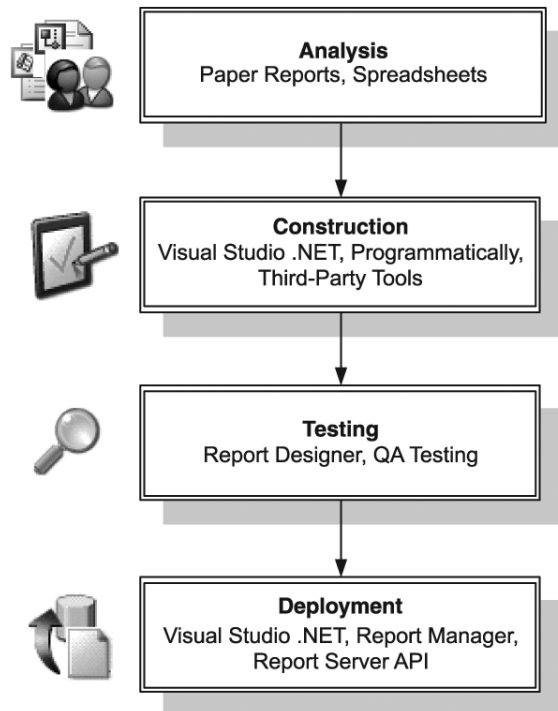 Analysis
Paper Reports, Spreadsheets
Construction
Visual Studio .NET, Programmatically,
Third-Party Tools
Testing
Report Designer, QA Testing
Deployment
Visual Studio .NET, Report Manager,
Report Server API